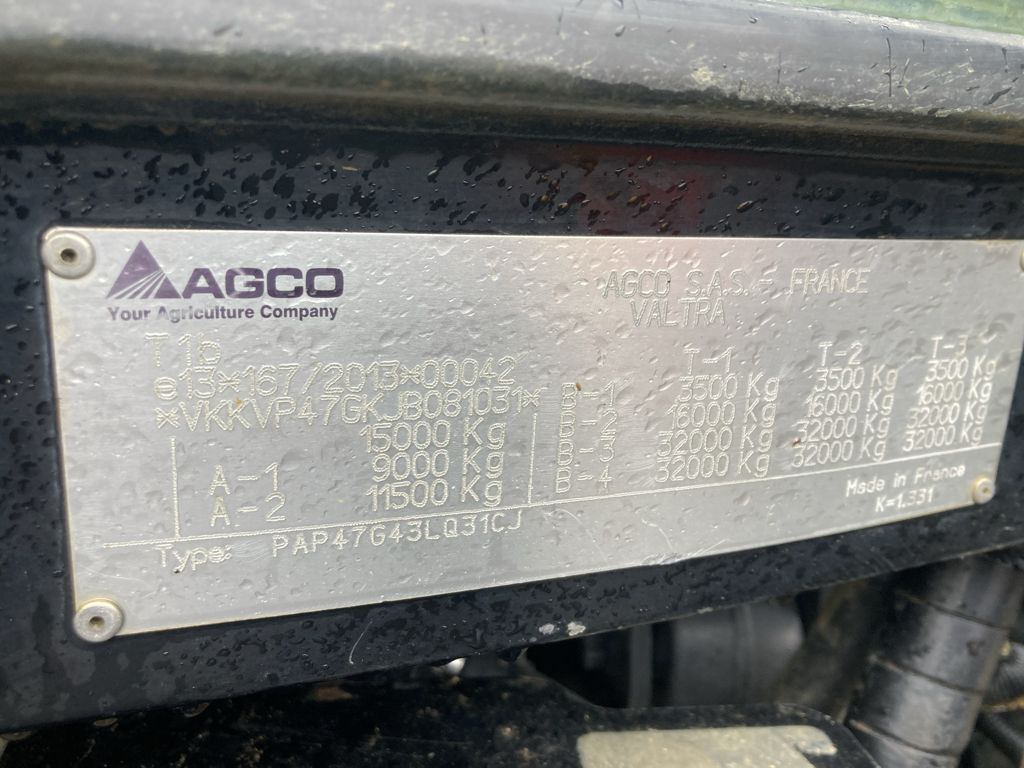 AGCO
Your Agriculture Company
AGCO S.A.S. - FRANCE
VALTRA
T1c
e13*167/2013*00042
*VKKVP47GKJB081031*
15000 Kg
A-1 9000 Kg
A-2 11500 Kg
T-1 T-2 T-3
B-1 3500 Kg 3500 Kg 3500 Kg
B-2 16000 Kg 16000 Kg 16000 Kg
B-3 32000 Kg 32000 Kg 32000 Kg
B-4 32000 Kg 32000 Kg 32000 Kg
Made in France
K=1.331
Type: PAP47G43LQ31CJ